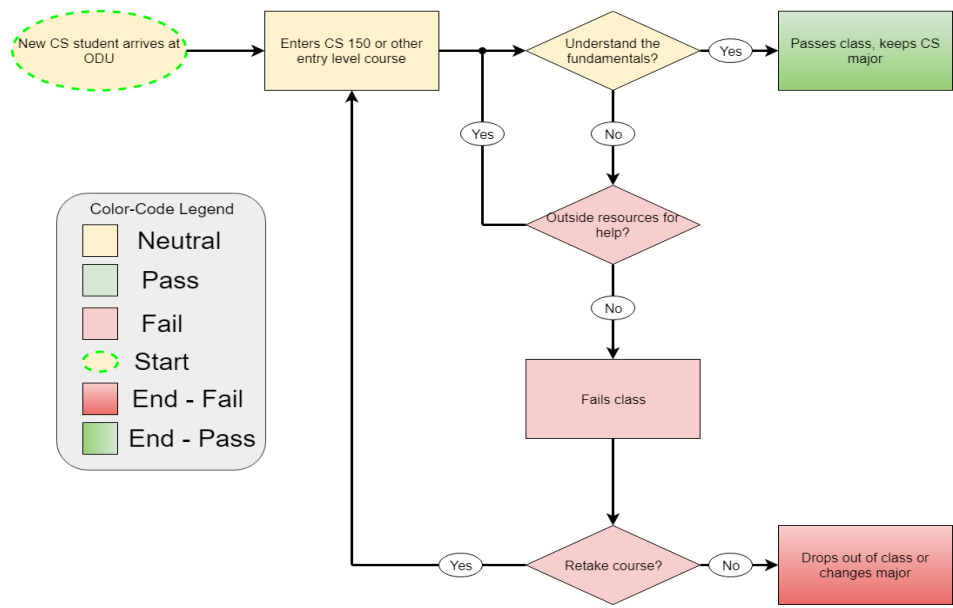 New CS student arrives at
ODU
Enters CS 150 or other
entry level course
Understand the
fundamentals?
Yes
Passes class, keeps CS
major
Yes
No
Outside resources for
help?
Color-Code Legend
Neutral
Pass
Fail
Start
End - Fail
End - Pass
No
Fails class
Yes
Retake course?
No
Drops out of class or
changes major